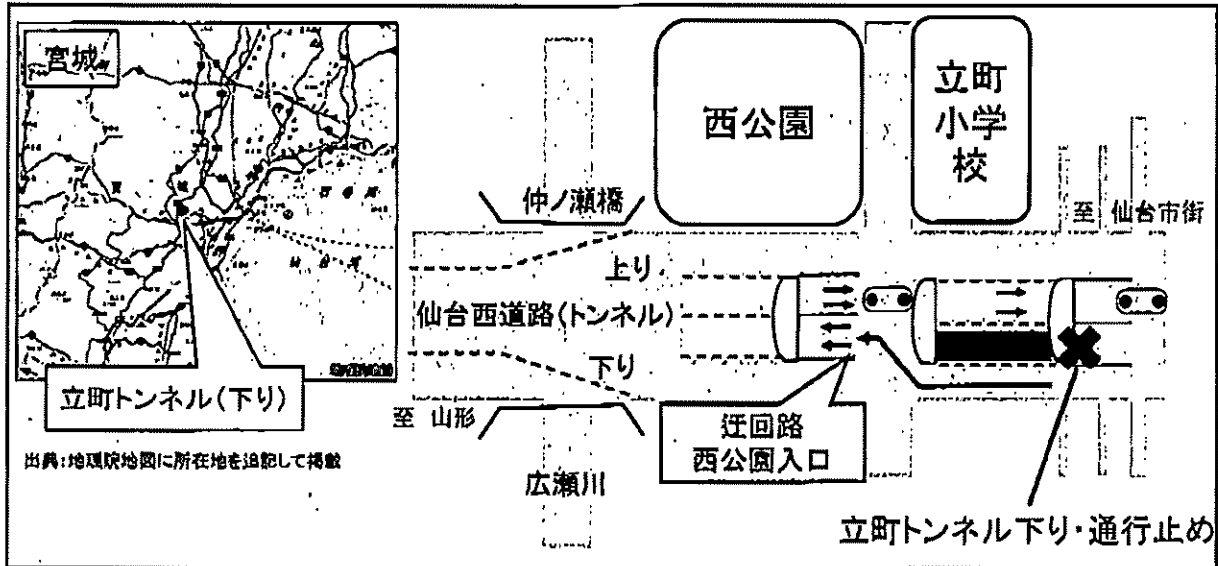 宮城
立町トンネル(下り)
出典:地理院地図に所在地を追記して掲載
西公園
立町
小学
校
仲ノ瀬橋
至 仙台市街
上り
仙台西道路(トンネル)
下り
至 山形
迂回路
西公園入口
広瀬川
立町トンネル下り・通行止め